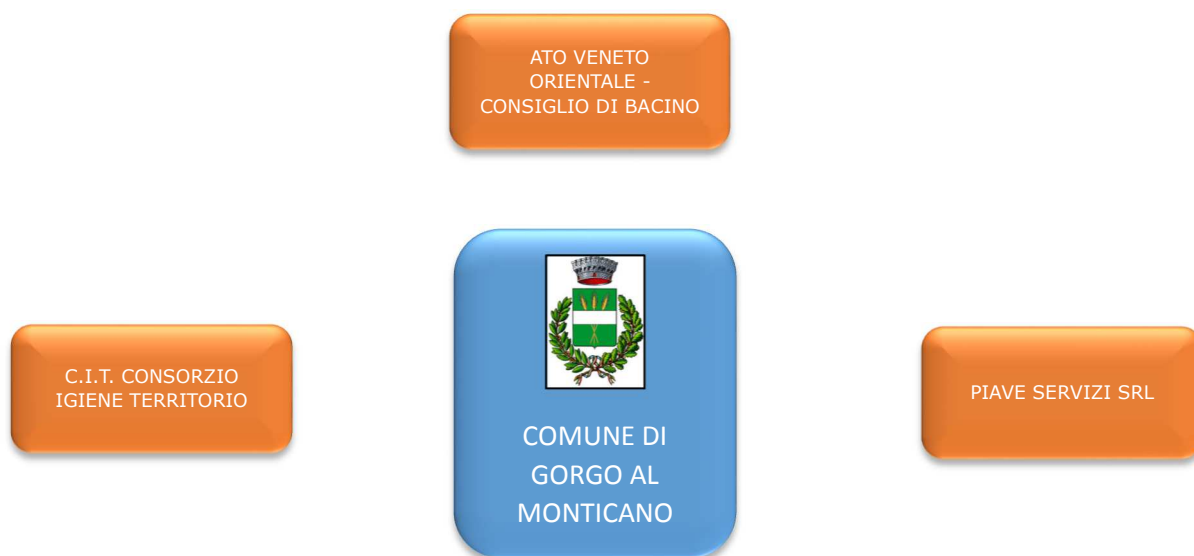 ATO VENETO
ORIENTALE -
CONSIGLIO DI BACINO
C.I.T. CONSORZIO
IGIENE TERRITORIO
COMUNE DI
GORGO AL
MONTICANO
PIAVE SERVIZI SRL